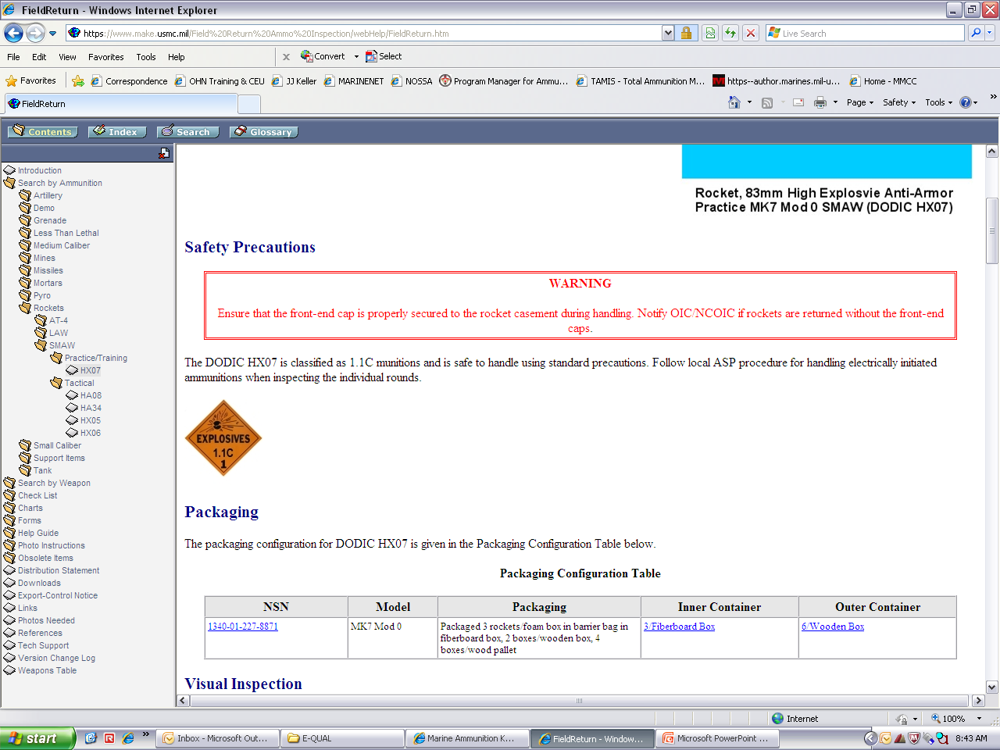 FieldReturn - Windows Internet Explorer
https://www.make.usmc.mil/Field%20Return%20Ammo%20Inspection/webHelp/FieldReturn.htm
Live Search
File Edit View Favorites Tools Help
x Convert Select
Favorites Correspondence OHN Training & CEU JJ Keller MARINENET NOSSA Program Manager for Ammu... TAMIS - Total Ammunition M... https--author.marines.mil-u... Home - MMCC
FieldReturn
Page Safety Tools
Contents Index Search Glossary
Introduction
Search by Ammunition
Artillery
Demo
Grenade
Less Than Lethal
Medium Caliber
Mines
Missiles
Mortars
Pyro
Rockets
AT-4
LAW
SMAW
Practice/Training
HX07
Tactical
HA08
HA34
HX05
HX06
Small Caliber
Support Items
Tank
Search by Weapon
Check List
Charts
Forms
Help Guide
Photo Instructions
Obsolete Items
Distribution Statement
Downloads
Export-Control Notice
Links
Photos Needed
References
Tech Support
Version Change Log
Weapons Table
Rocket, 83mm High Explosvie Anti-Armor
Practice MK7 Mod 0 SMAW (DODIC HX07)
Safety Precautions
WARNING
Ensure that the front-end cap is properly secured to the rocket casement during handling. Notify OIC/NCOIC if rockets are returned without the front-end
caps.
The DODIC HX07 is classified as 1.1C munitions and is safe to handle using standard precautions. Follow local ASP procedure for handling electrically initiated
ammunitions when inspecting the individual rounds.
EXPLOSIVES
1.1C
1
Packaging
The packaging configuration for DODIC HX07 is given in the Packaging Configuration Table below.
Packaging Configuration Table
NSN Model Packaging Inner Container Outer Container
1340-01-227-8871 MK7 Mod 0 Packaged 3 rockets/foam box in barrier bag in 3/Fiberboard Box 6/Wooden Box
fiberboard box, 2 boxes/wooden box, 4
boxes/wood pallet
Visual Inspection
Internet 100%
start Inbox - Microsoft Out... E-QUAL Marine Ammunition K... FieldReturn - Window... Microsoft PowerPoint ... 8:43 AM